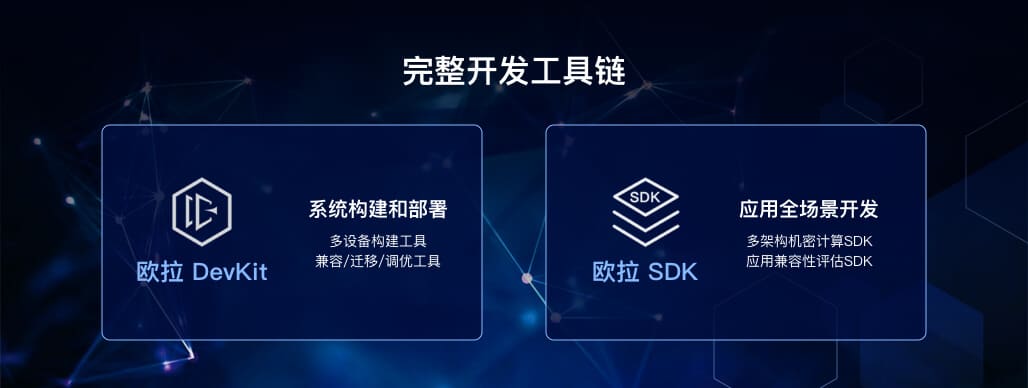 完整开发工具链
系统构建和部署
多设备构建工具
兼容/迁移/调优工具
欧拉 DevKit
SDK
应用全场景开发
多架构机密计算SDK
应用兼容性评估SDK
欧拉 SDK